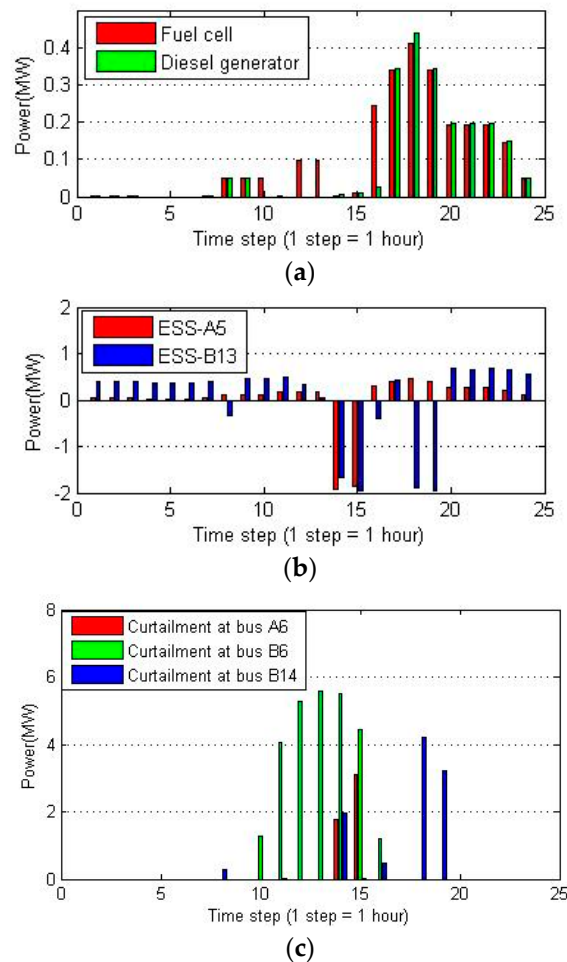 Fuel cell
Diesel generator
Power(MW)
0.4
0.3
0.2
0.1
0
0 5 10 15 20 25
Time step (1 step = 1 hour)
(a)
ESS-A5
ESS-B13
Power(MW)
2
1
0
-1
-2
0 5 10 15 20 25
Time step (1 step = 1 hour)
(b)
Curtailment at bus A6
Curtailment at bus B6
Curtailment at bus B14
Power(MW)
8
6
4
2
0
0 5 10 15 20 25
Time step (1 step = 1 hour)
(c)